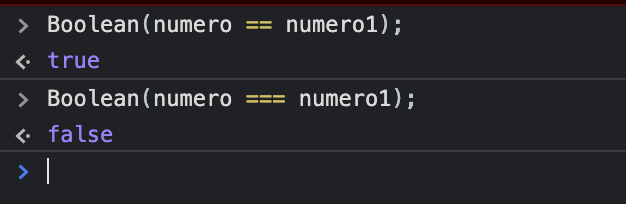 > Boolean(numero == numero1);
<· true
> Boolean(numero === numero1);
<· false
>